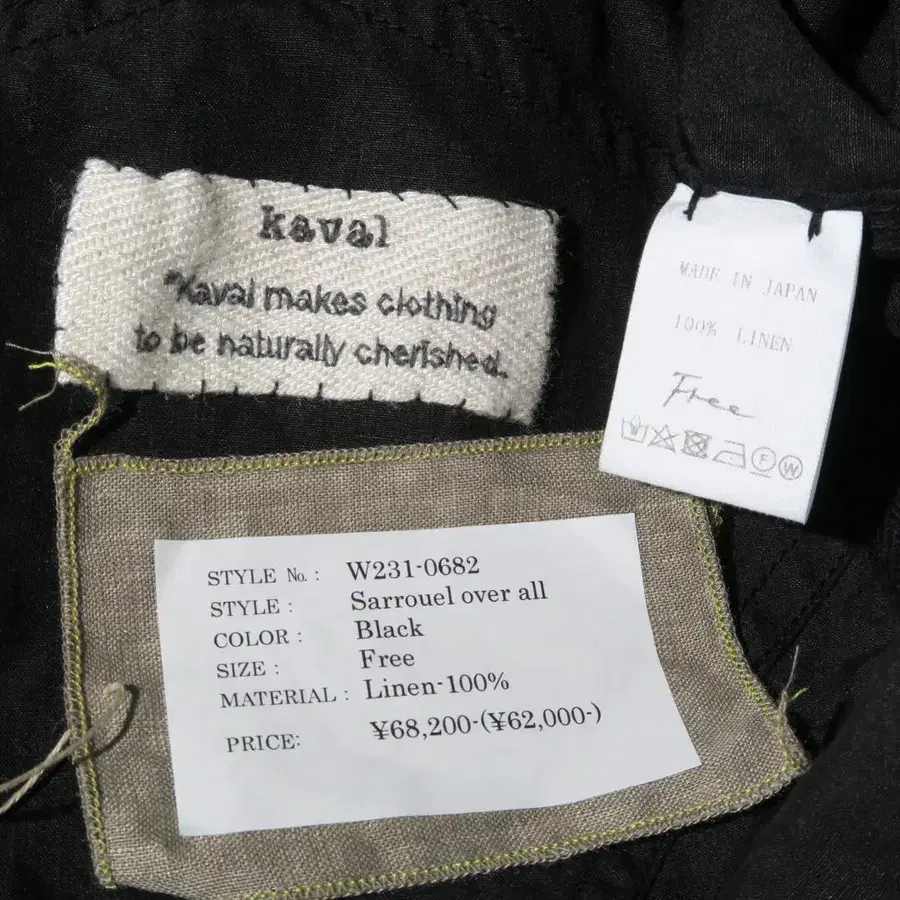 kaval
"Kaval makes clothing
to be naturally cherished.
MADE IN JAPAN
100% LINEN
Free
F W
STYLE №: W231-0682
STYLE: Sarrouel over all
COLOR: Black
SIZE: Free
MATERIAL: Linen-100%
PRICE: ¥68,200-(¥62,000-)